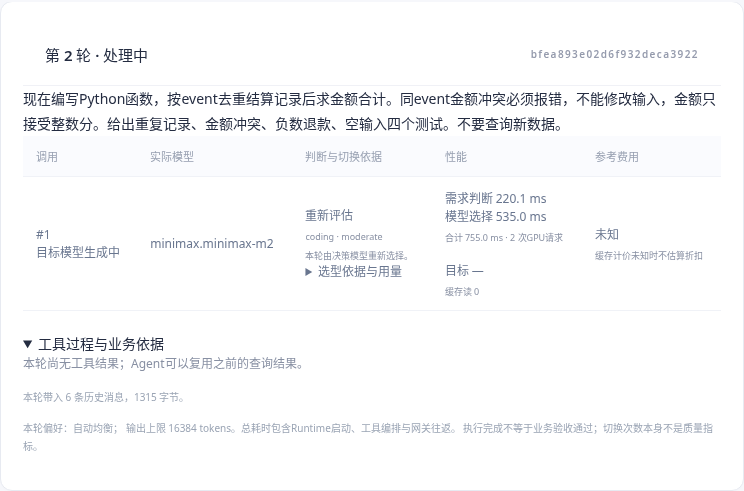 第 2 轮 · 处理中
bfea893e02d6f932deca3922
现在编写Python函数，按event去重结算记录后求金额合计。同event金额冲突必须报错，不能修改输入，金额只
接受整数分。给出重复记录、金额冲突、负数退款、空输入四个测试。不要查询新数据。
调用 实际模型 判断与切换依据 性能 参考费用
#1
目标模型生成中
minimax.minimax-m2
重新评估
coding · moderate
本轮由决策模型重新选择。
▶ 选型依据与用量
需求判断 220.1 ms
模型选择 535.0 ms
合计 755.0 ms · 2 次GPU请求
目标 —
缓存读 0
未知
缓存计价未知时不估算折扣
▼ 工具过程与业务依据
本轮尚无工具结果；Agent可以复用之前的查询结果。
本轮带入 6 条历史消息，1315 字节。
本轮偏好：自动均衡； 输出上限 16384 tokens。总耗时包含Runtime启动、工具编排与网关往返。 执行完成不等于业务验收通过；切换次数本身不是质量指
标。